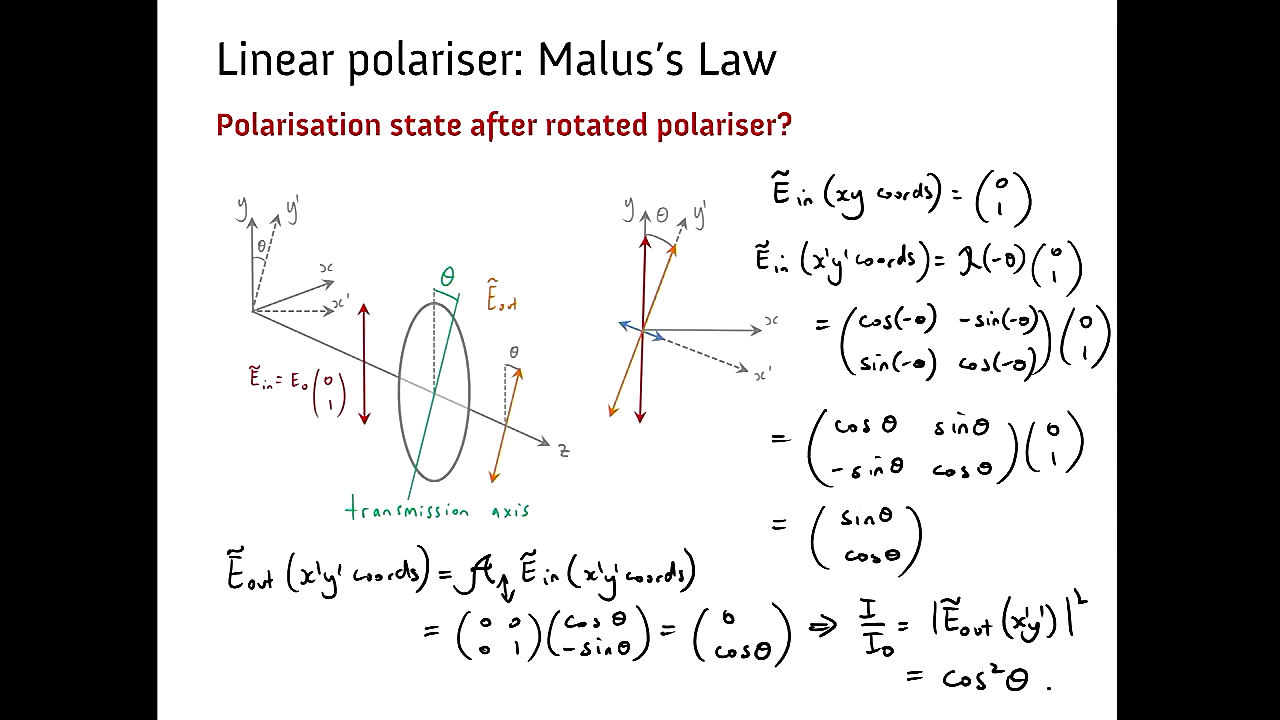 Linear polariser: Malus's Law
Polarisation state after rotated polariser?
y y' θ x x'
Ẽin = E₀ (0 1)
θ
Ẽout
θ
z
transmission axis
y θ y' x x'
Ẽin (xy coords) = (0 1)
Ẽin (x'y' coords) = R(-θ) (0 1)
= (cos(-θ) -sin(-θ)
sin(-θ) cos(-θ)) (0 1)
= (cos θ sin θ
-sin θ cos θ) (0 1)
= (sin θ
cos θ)
Ẽout (x'y' coords) = A↕ Ẽin (x'y' coords)
= (0 0
0 1) (cos θ
-sin θ) = (0
cos θ) ⇒ I/I₀ = |Ẽout (x'y')|²
= cos²θ .